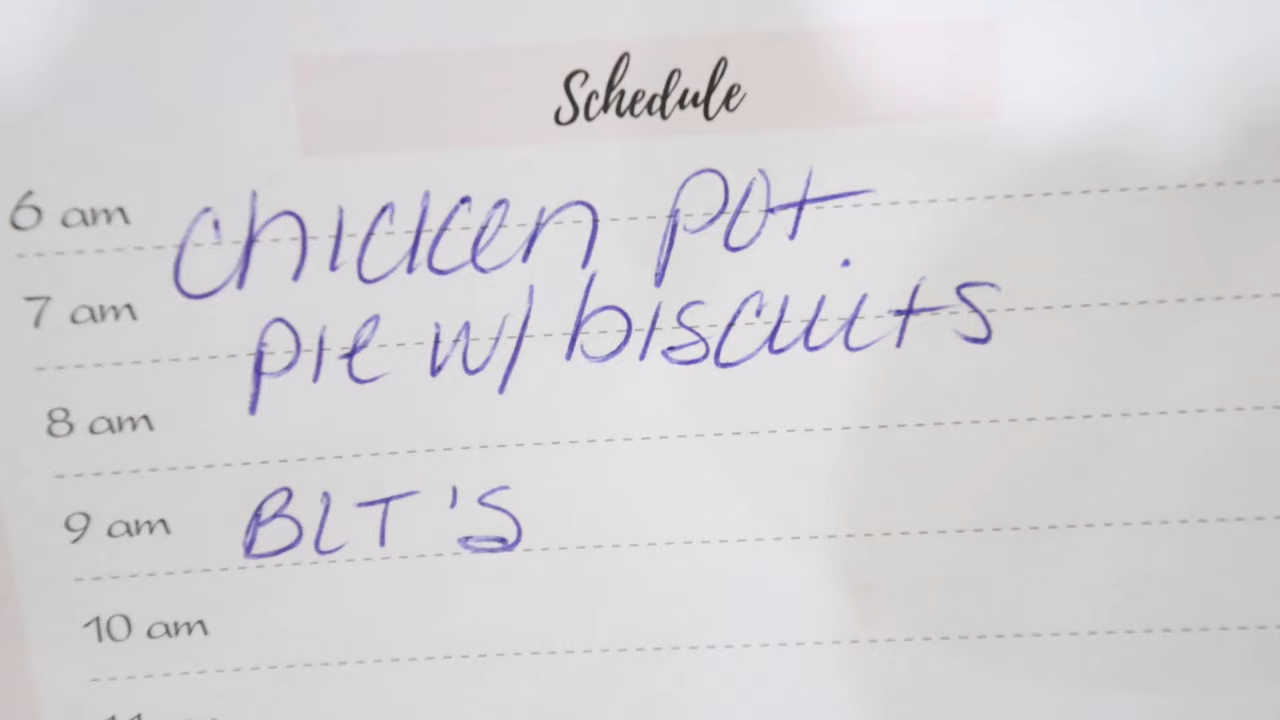 Schedule
6 am chicken pot
7 am pie w/ biscuits
8 am
9 am BLT'S
10 am